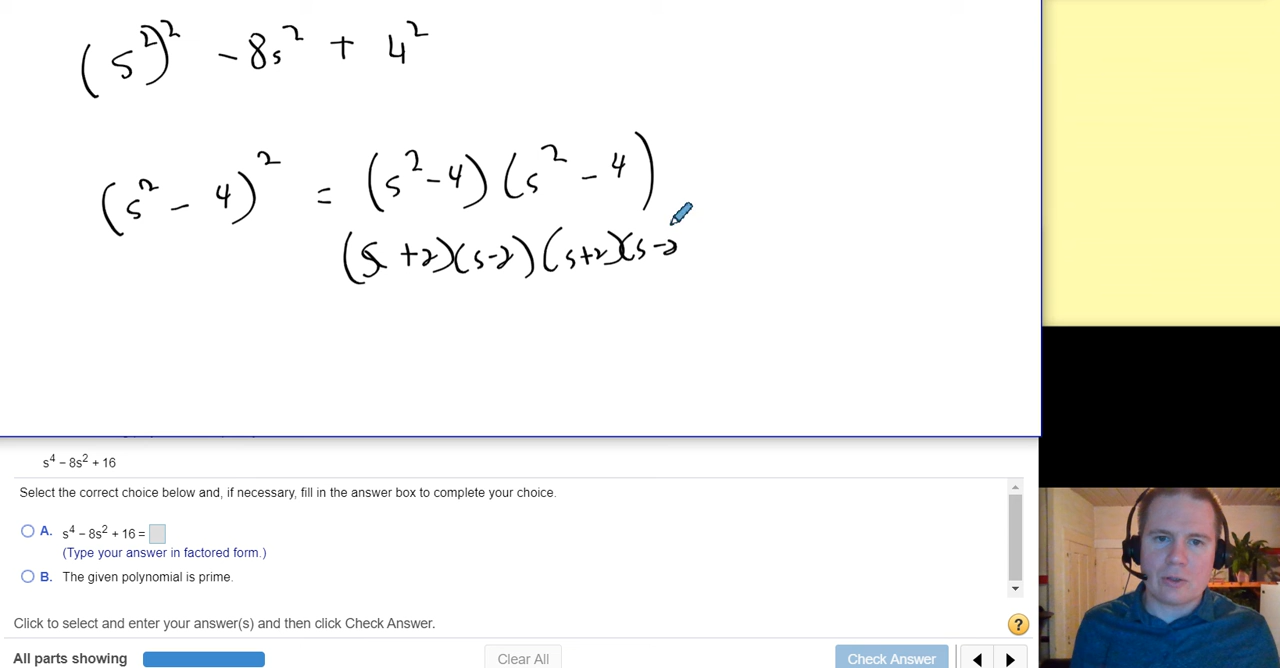 (s²)² - 8s² + 4²
(s² - 4)² = (s² - 4)(s² - 4)
(s + 2)(s - 2)(s + 2)(s - 2
s⁴ – 8s² + 16
Select the correct choice below and, if necessary, fill in the answer box to complete your choice.
A. s⁴ – 8s² + 16 =
(Type your answer in factored form.)
B. The given polynomial is prime.
Click to select and enter your answer(s) and then click Check Answer.
?
All parts showing
Clear All
Check Answer